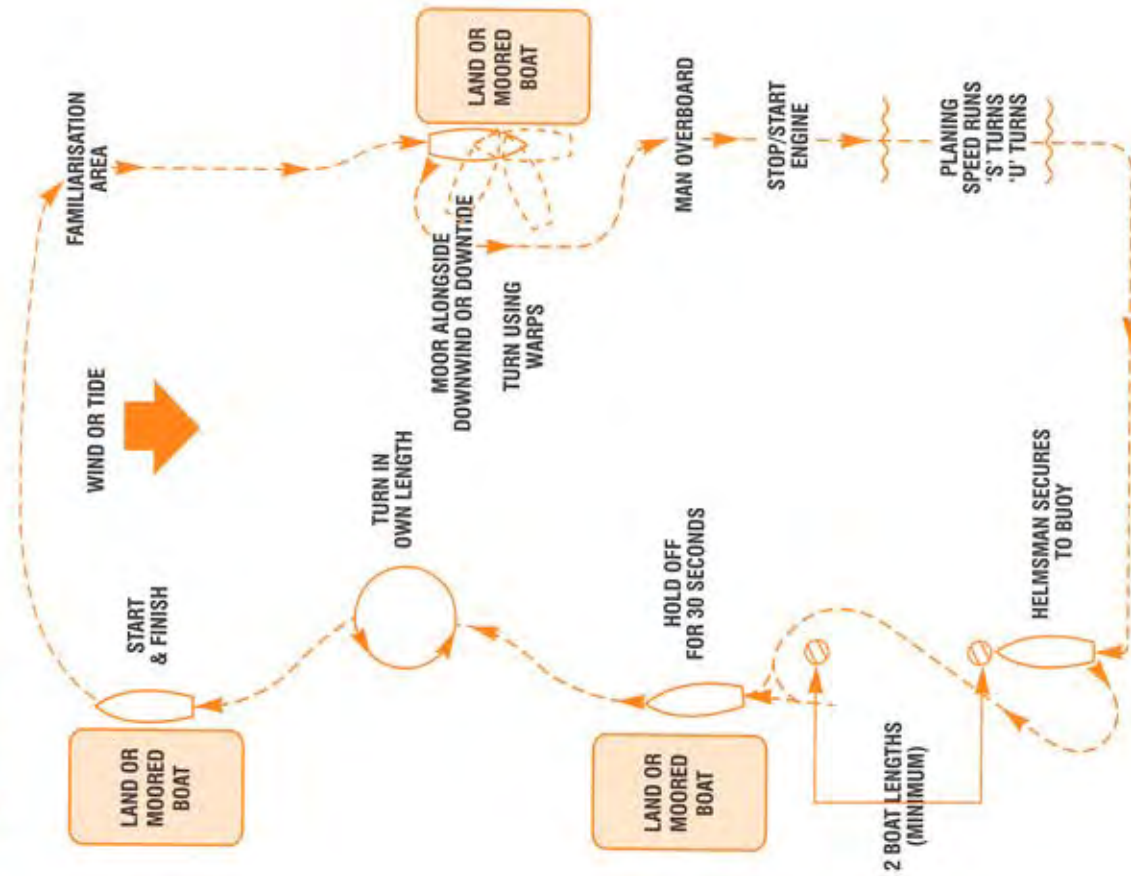 FAMILIARISATION
AREA
WIND OR TIDE
START
& FINISH
LAND OR
MOORED
BOAT
LAND OR
MOORED
BOAT
MOOR ALONGSIDE
DOWNWIND OR DOWNTIDE
TURN USING
WARPS
TURN IN
OWN LENGTH
MAN OVERBOARD
STOP/START
ENGINE
PLANING
SPEED RUNS
'S' TURNS
'U' TURNS
HOLD OFF
FOR 30 SECONDS
LAND OR
MOORED
BOAT
HELMSMAN SECURES
TO BUOY
2 BOAT LENGTHS
(MINIMUM)